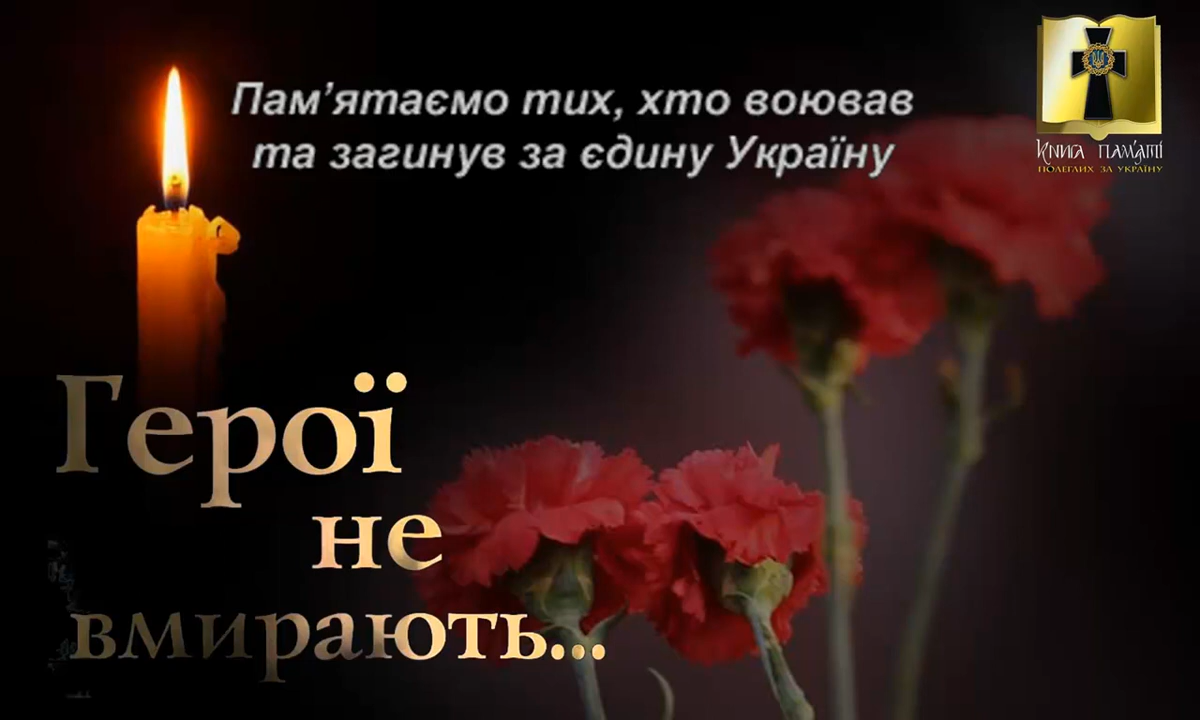 Пам’ятаємо тих, хто воював
та загинув за єдину Україну
Книга пам'яті
полеглих за Україну
Герої
не
вмирають...